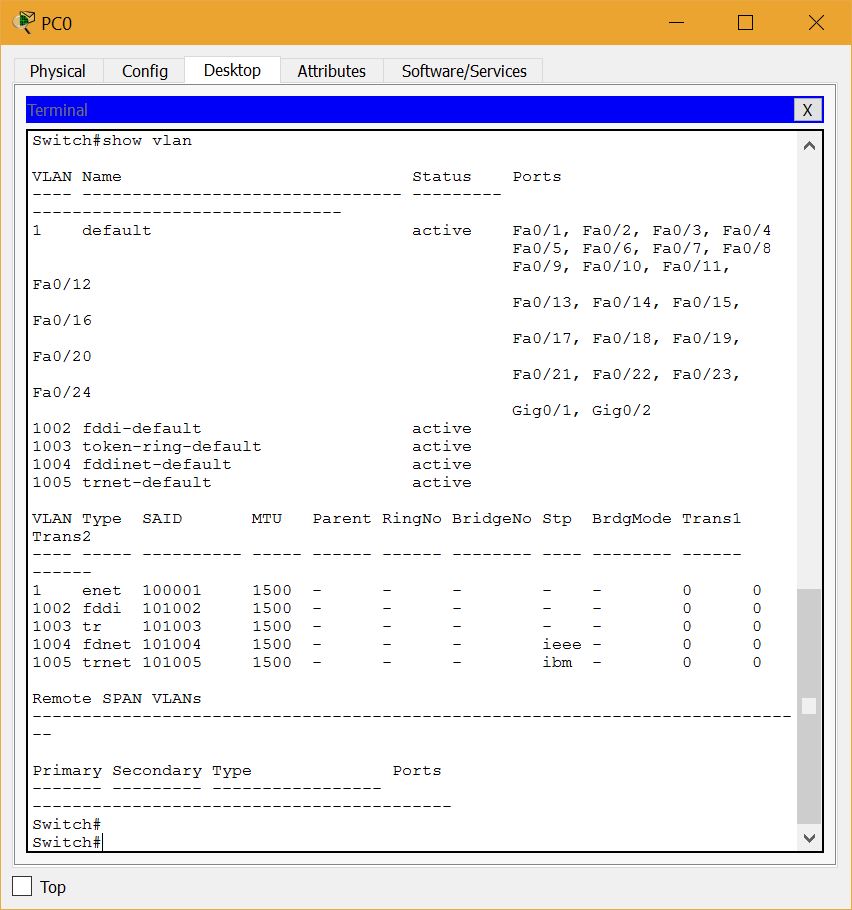 PC0
Physical Config Desktop Attributes Software/Services
Terminal X
Switch#show vlan
VLAN Name                             Status    Ports
---- -------------------------------- ---------
-------------------------------
1    default                          active    Fa0/1, Fa0/2, Fa0/3, Fa0/4
                                                Fa0/5, Fa0/6, Fa0/7, Fa0/8
                                                Fa0/9, Fa0/10, Fa0/11,
Fa0/12
                                                Fa0/13, Fa0/14, Fa0/15,
Fa0/16
                                                Fa0/17, Fa0/18, Fa0/19,
Fa0/20
                                                Fa0/21, Fa0/22, Fa0/23,
Fa0/24
                                                Gig0/1, Gig0/2
1002 fddi-default                     active
1003 token-ring-default               active
1004 fddinet-default                  active
1005 trnet-default                    active
VLAN Type  SAID       MTU   Parent RingNo BridgeNo Stp  BrdgMode Trans1
Trans2
---- ----- ---------- ----- ------ ------ -------- ---- -------- ------
------
1    enet  100001     1500  -      -      -        -    -        0      0
1002 fddi  101002     1500  -      -      -        -    -        0      0
1003 tr    101003     1500  -      -      -        -    -        0      0
1004 fdnet 101004     1500  -      -      -        ieee -        0      0
1005 trnet 101005     1500  -      -      -        ibm  -        0      0
Remote SPAN VLANs
----------------------------------------------------------------------------
--
Primary Secondary Type              Ports
------- --------- -----------------
------------------------------------------
Switch#
Switch#
Top